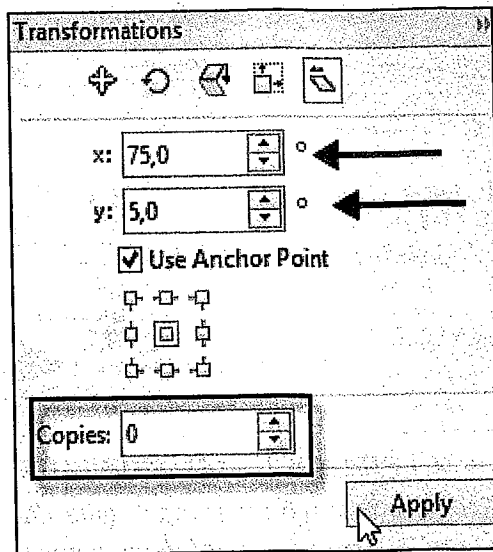 Transformations
x: 75,0 °
y: 5,0 °
Use Anchor Point
Copies: 0
Apply